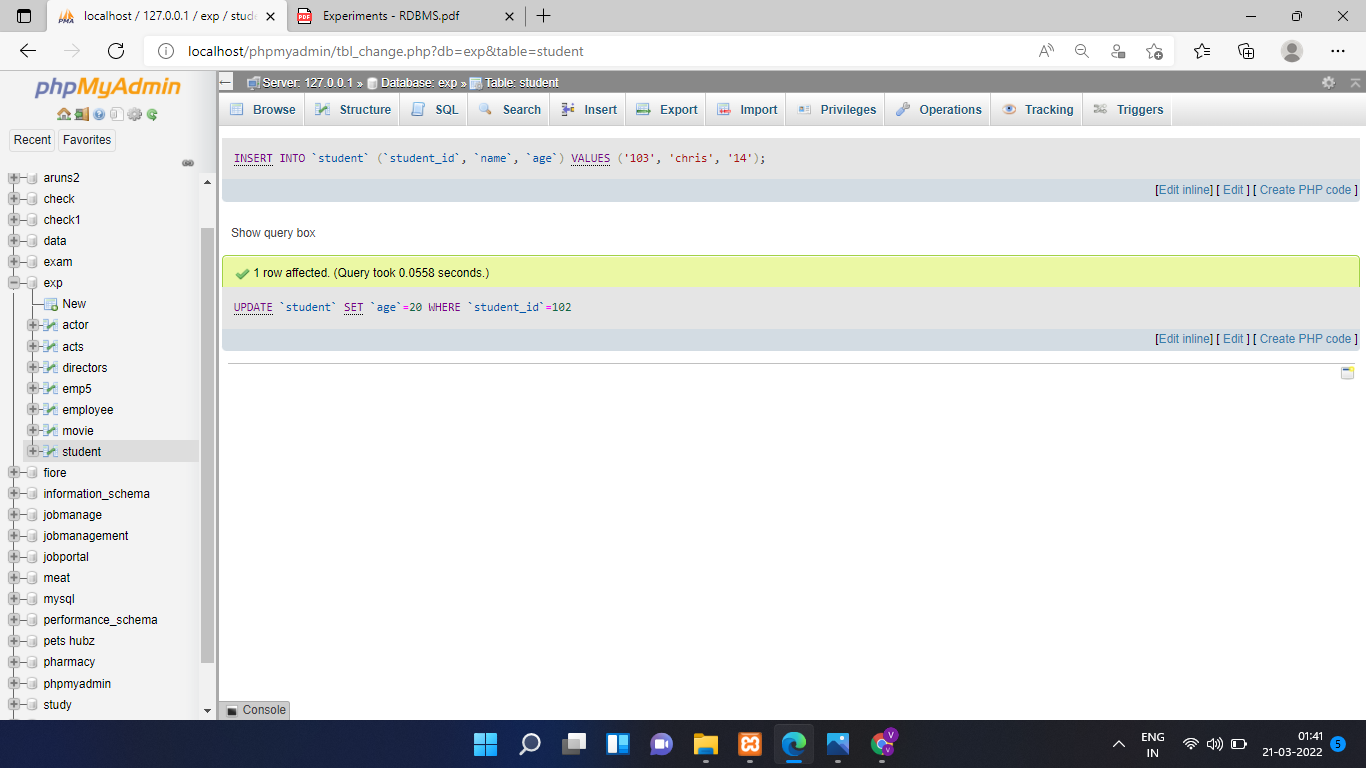 localhost / 127.0.0.1 / exp / stude
Experiments - RDBMS.pdf
localhost/phpmyadmin/tbl_change.php?db=exp&table=student
phpMyAdmin
Recent Favorites
aruns2
check
check1
data
exam
exp
New
actor
acts
directors
emp5
employee
movie
student
fiore
information_schema
jobmanage
jobmanagement
jobportal
meat
mysql
performance_schema
pets hubz
pharmacy
phpmyadmin
study
Server: 127.0.0.1 » Database: exp » Table: student
Browse Structure SQL Search Insert Export Import Privileges Operations Tracking Triggers
INSERT INTO `student` (`student_id`, `name`, `age`) VALUES ('103', 'chris', '14');
[Edit inline] [ Edit ] [ Create PHP code ]
Show query box
1 row affected. (Query took 0.0558 seconds.)
UPDATE `student` SET `age`=20 WHERE `student_id`=102
[Edit inline] [ Edit ] [ Create PHP code ]
Console
ENG
IN
01:41
21-03-2022
5